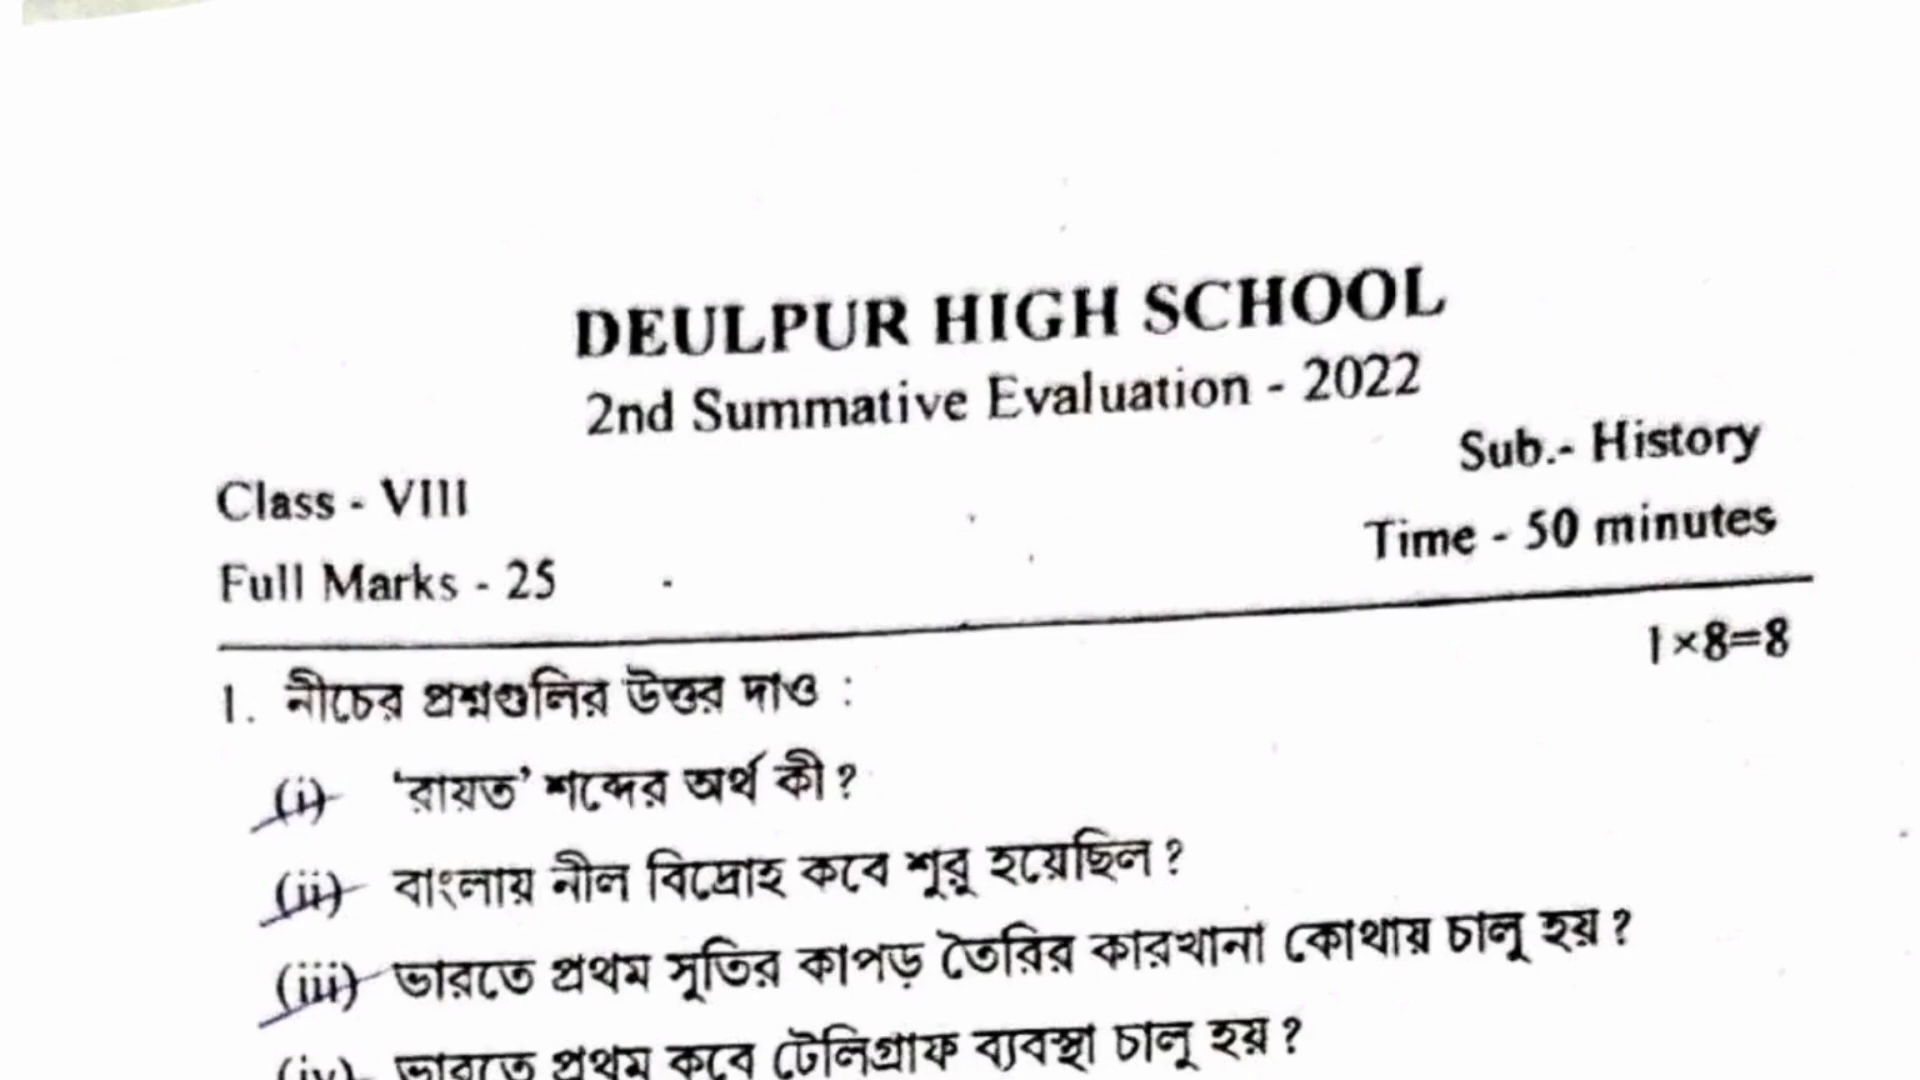 DEULPUR HIGH SCHOOL
2nd Summative Evaluation - 2022
Sub.- History
Class - VIII
Time - 50 minutes
Full Marks - 25
1×8=8
1. নীচের প্রশ্নগুলির উত্তর দাও :
(i) ‘রায়ত’ শব্দের অর্থ কী?
(ii) বাংলায় নীল বিদ্রোহ কবে শুরু হয়েছিল?
(iii) ভারতে প্রথম সুতির কাপড় তৈরির কারখানা কোথায় চালু হয়?
(iv) ভারতে প্রথম কবে টেলিগ্রাফ ব্যবস্থা চালু হয়?